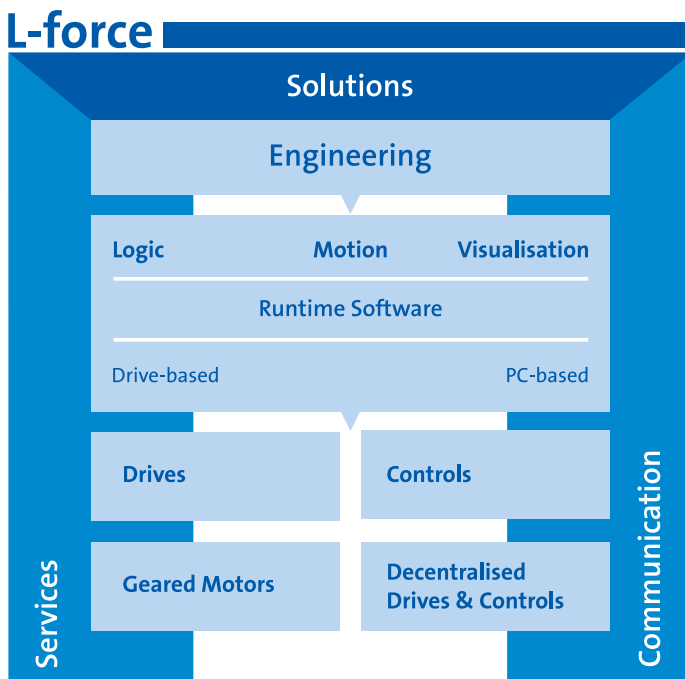 L-force
Solutions
Engineering
Logic
Motion
Visualisation
Runtime Software
Drive-based
PC-based
Drives
Controls
Geared Motors
Decentralised
Drives & Controls
Services
Communication